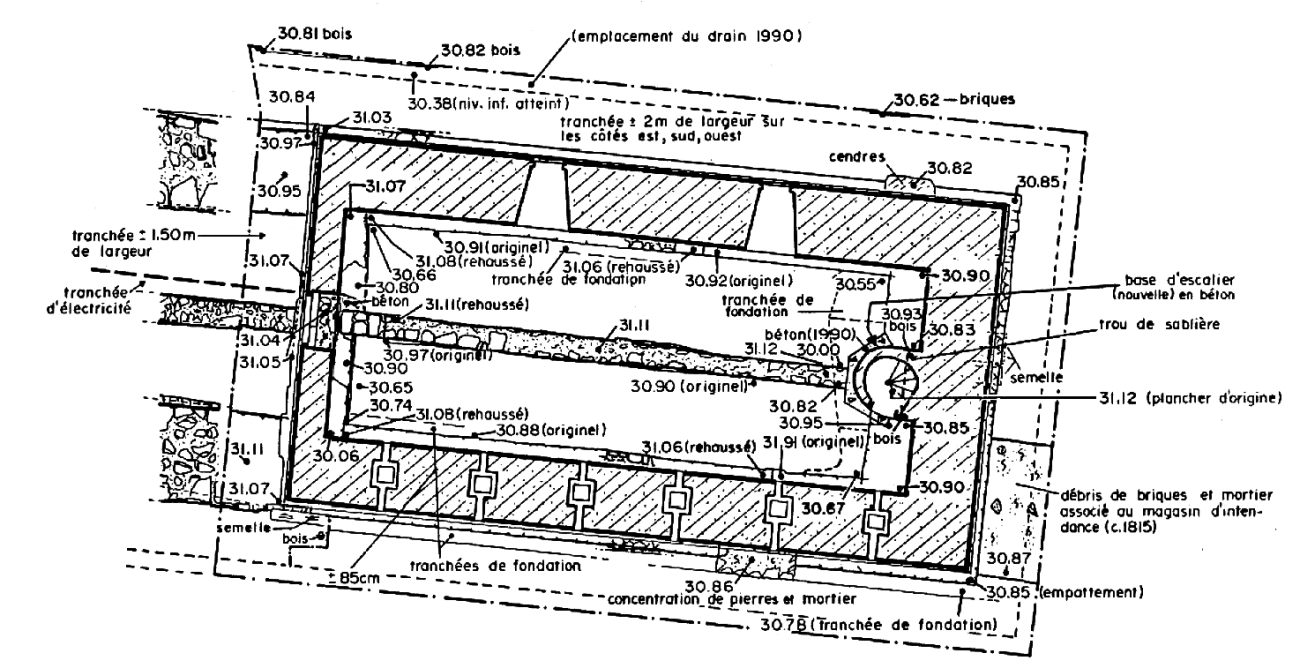 30.81 bois
30.82 bois
(emplacement du drain 1990)
30.38 (niv. inf. atteint)
30.62 — briques
tranchée ± 2m de largeur sur
les côtés est, sud, ouest
30.84
31.03
30.97
30.95
cendres
30.82
30.85
31.07
tranchée ± 1.50m
de largeur
30.91 (originel)
31.08 (rehaussé)
30.66
tranchée de fondation
31.06 (rehaussé)
30.92 (originel)
30.55
30.90
31.07
30.80
béton
31.11 (rehaussé)
tranchée de
fondation
30.93
bois
30.83
base d'escalier
(nouvelle) en béton
tranchée
d'électricité
trou de sablière
31.11
béton (1990)
31.12
30.00
31.04
31.05
30.97 (originel)
30.90
30.90 (originel)
semelle
30.65
30.82
31.12 (plancher d'origine)
30.74
31.08 (rehaussé)
30.88 (originel)
30.95
bois
30.85
31.06 (rehaussé)
31.91 (originel)
30.06
31.11
31.07
30.67
30.90
débris de briques et mortier
associé au magasin d'inten-
dance (c.1815)
semelle
bois
tranchées de fondation
± 85cm
30.86
concentration de pierres et mortier
30.87
30.85 (empattement)
30.78 (tranchée de fondation)